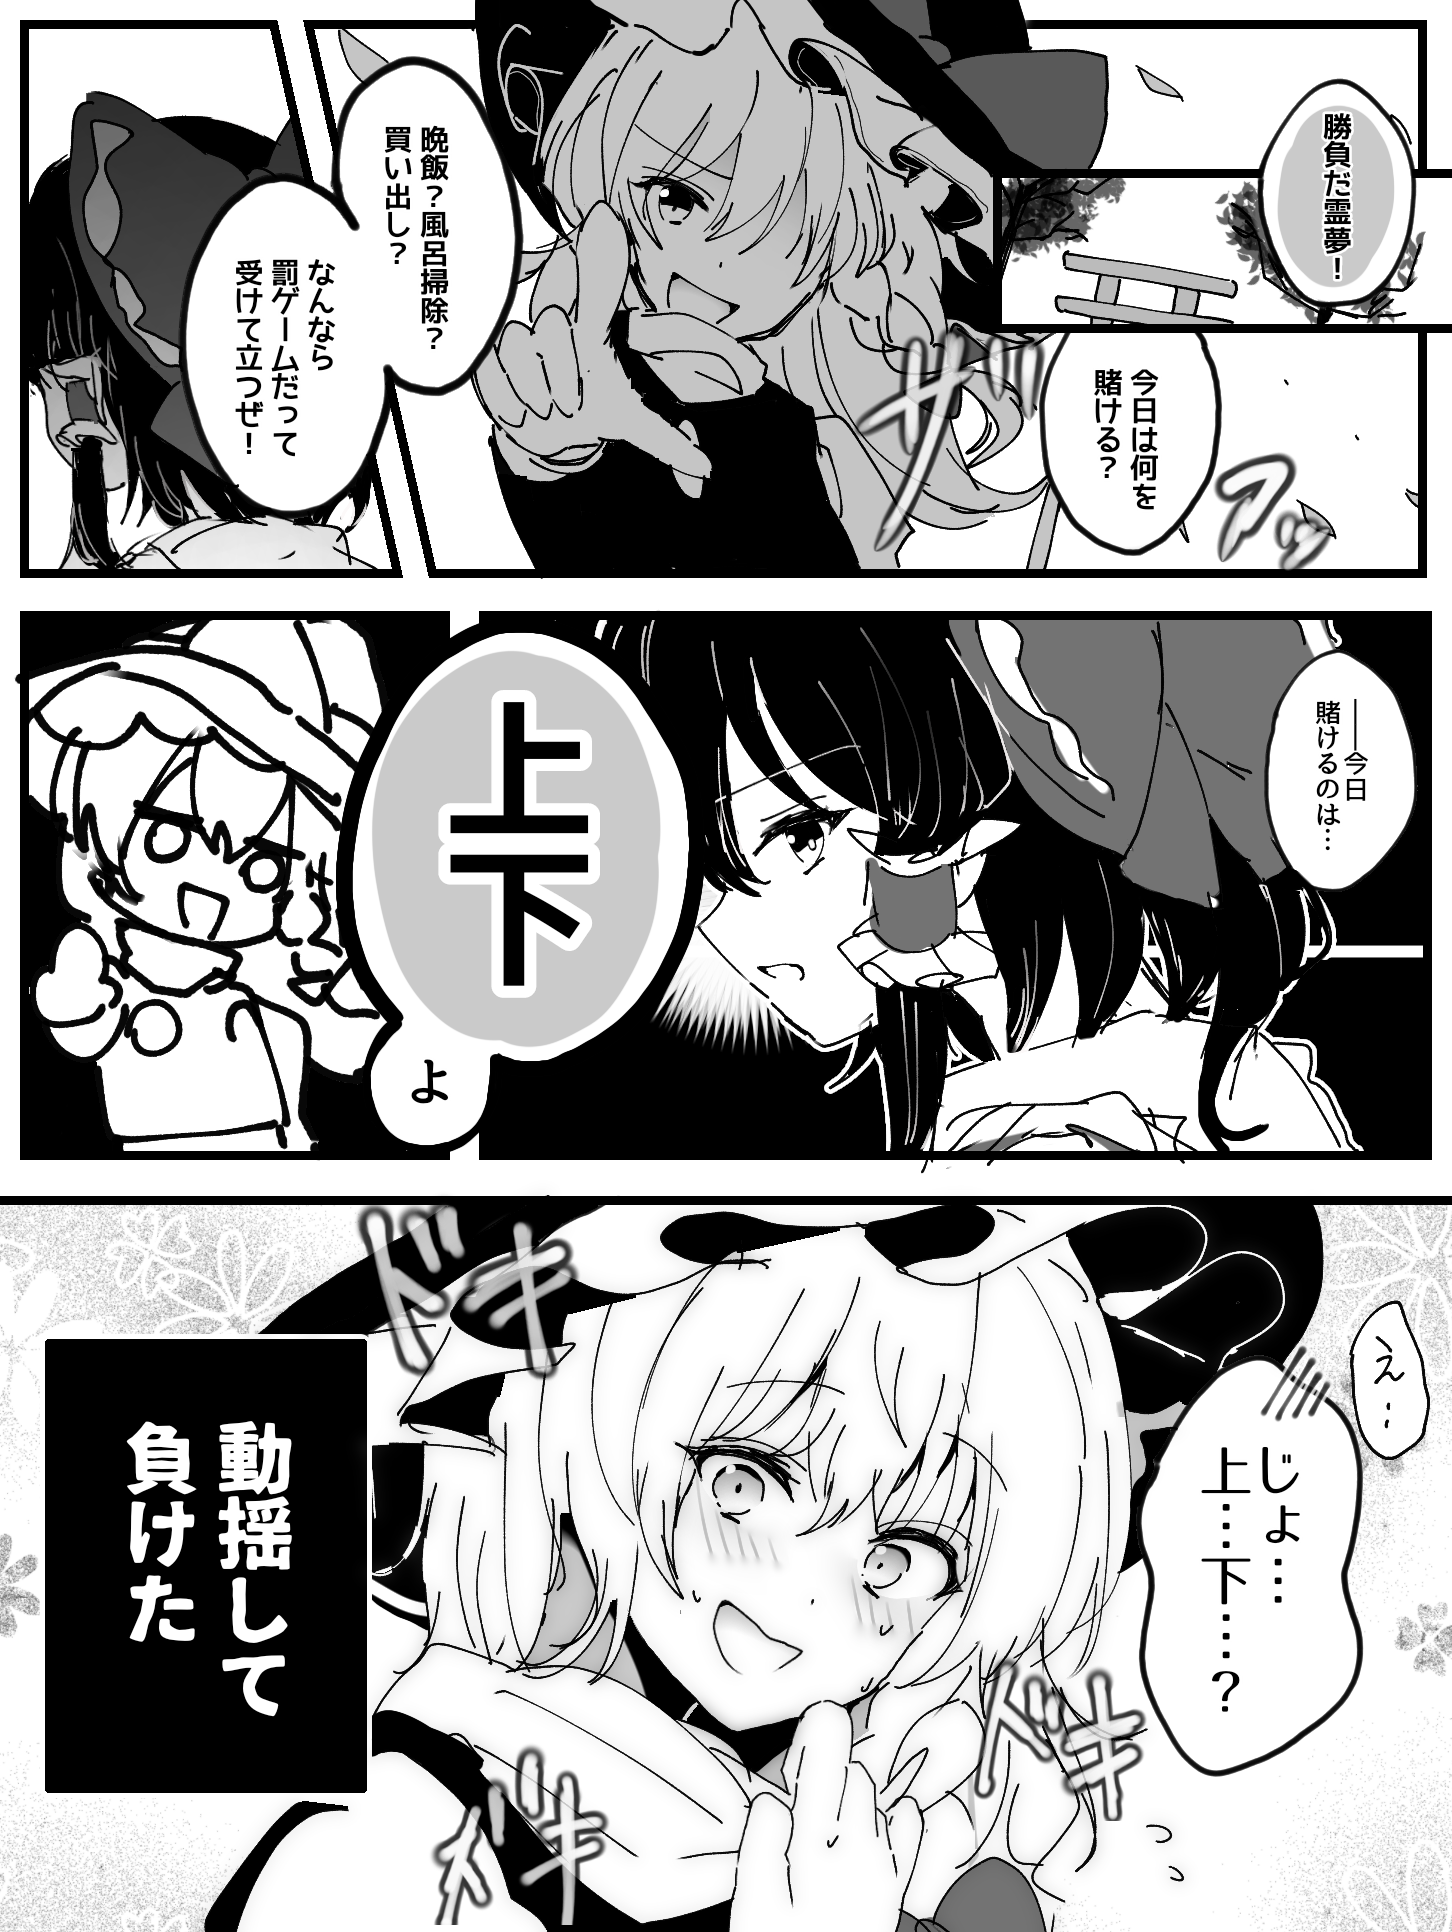 勝負だ霊夢！
今日は何を
賭ける？
ザ
アッ
晩飯？風呂掃除？
買い出し？
なんなら
罰ゲームだって
受けて立つぜ！
──今日
賭けるのは…
上下
よ
え…
じょ…
上…下…？
ドキ
ドキ
ドキ
動揺して
負けた